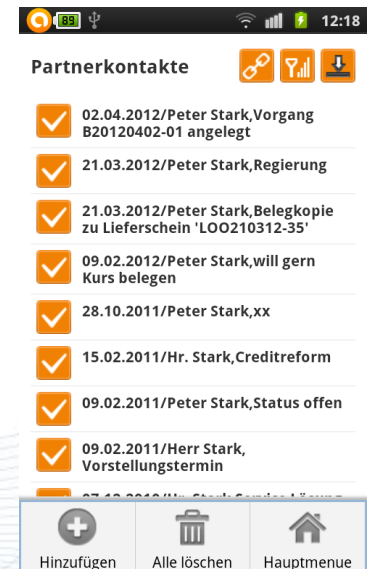 89
12:18
Partnerkontakte
02.04.2012/Peter Stark,Vorgang
B20120402-01 angelegt
21.03.2012/Peter Stark,Regierung
21.03.2012/Peter Stark,Belegkopie
zu Lieferschein 'LOO210312-35'
09.02.2012/Peter Stark,will gern
Kurs belegen
28.10.2011/Peter Stark,xx
15.02.2011/Hr. Stark,Creditreform
09.02.2011/Peter Stark,Status offen
09.02.2011/Herr Stark,
Vorstellungstermin
Hinzufügen
Alle löschen
Hauptmenue